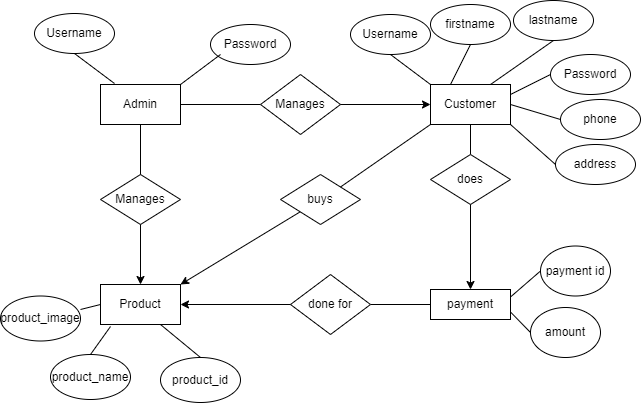 Username
Password
Username
firstname
lastname
Password
phone
address
Admin
Manages
Customer
Manages
buys
does
Product
done for
payment
payment id
amount
product_image
product_name
product_id